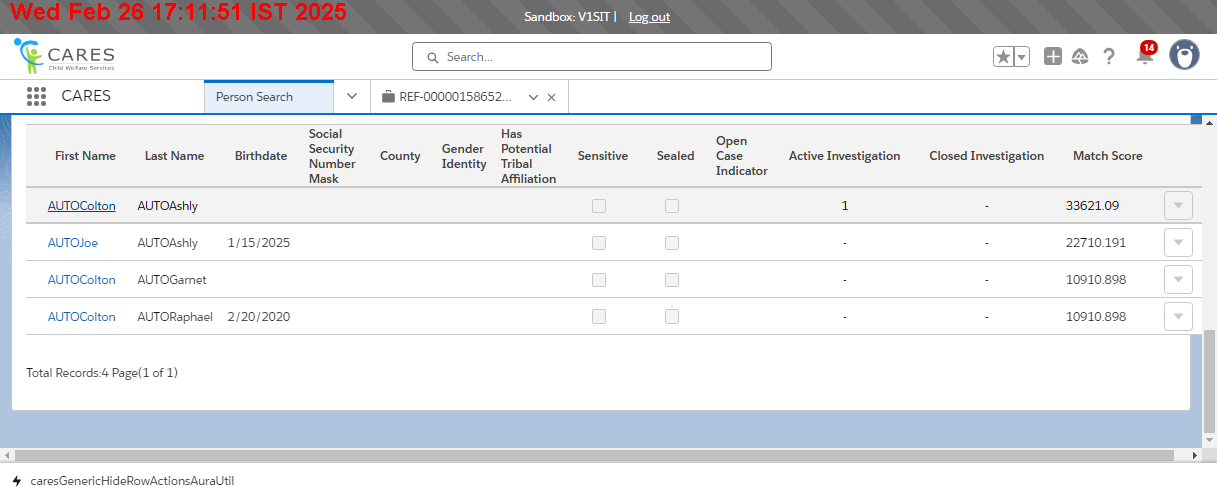 Wed Feb 26 17:11:51 IST 2025
Sandbox: V1SIT | Log out
CARES
Child Welfare Services
Search...
14
CARES
Person Search
REF-00000158652...
First Name Last Name Birthdate Social Security Number Mask County Gender Identity Has Potential Tribal Affiliation Sensitive Sealed Open Case Indicator Active Investigation Closed Investigation Match Score
AUTOColton AUTOAshly 1 - 33621.09
AUTOJoe AUTOAshly 1/15/2025 - - 22710.191
AUTOColton AUTOGarnet - - 10910.898
AUTOColton AUTORaphael 2/20/2020 - - 10910.898
Total Records:4 Page(1 of 1)
caresGenericHideRowActionsAuraUtil